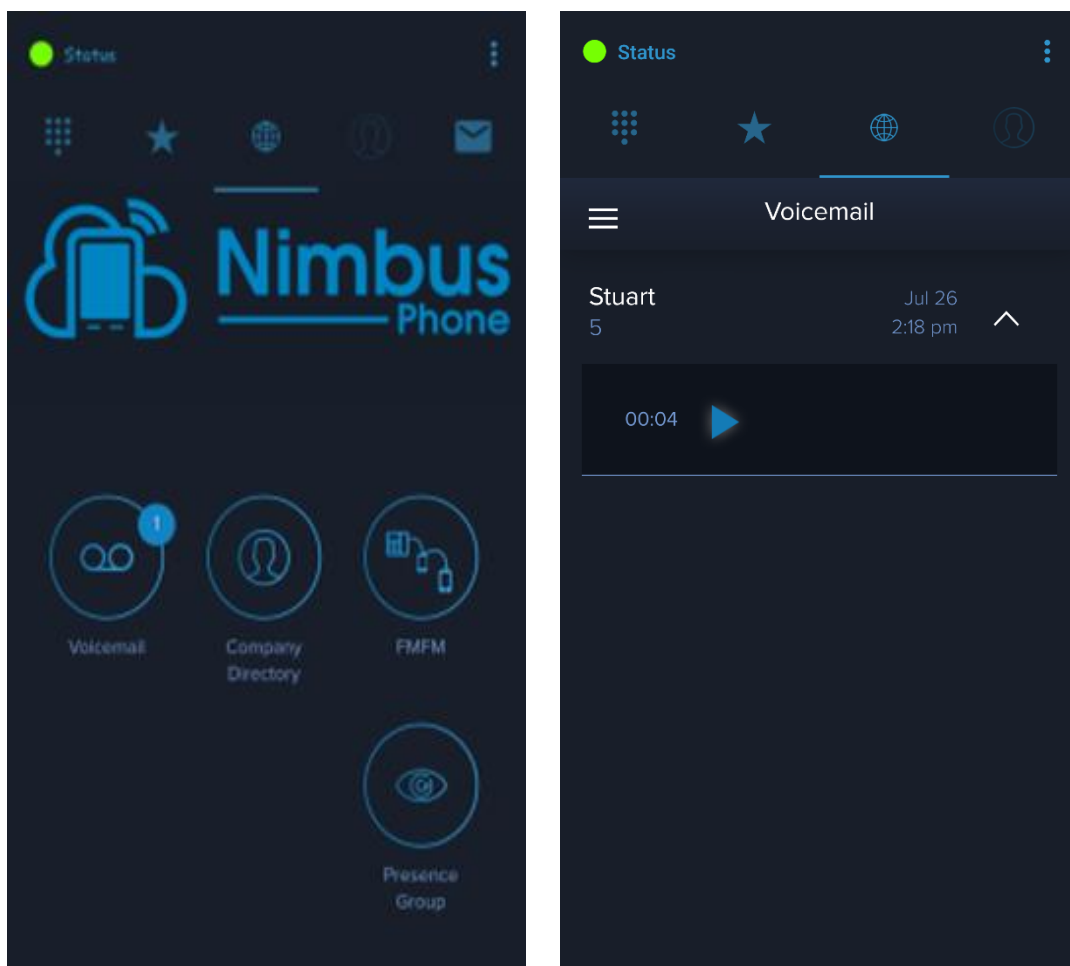 Status
Nimbus
Phone
1
Voicemail
Company
Directory
FMFM
Presence
Group
Status
Voicemail
Stuart
Jul 26
5
2:18 pm
00:04